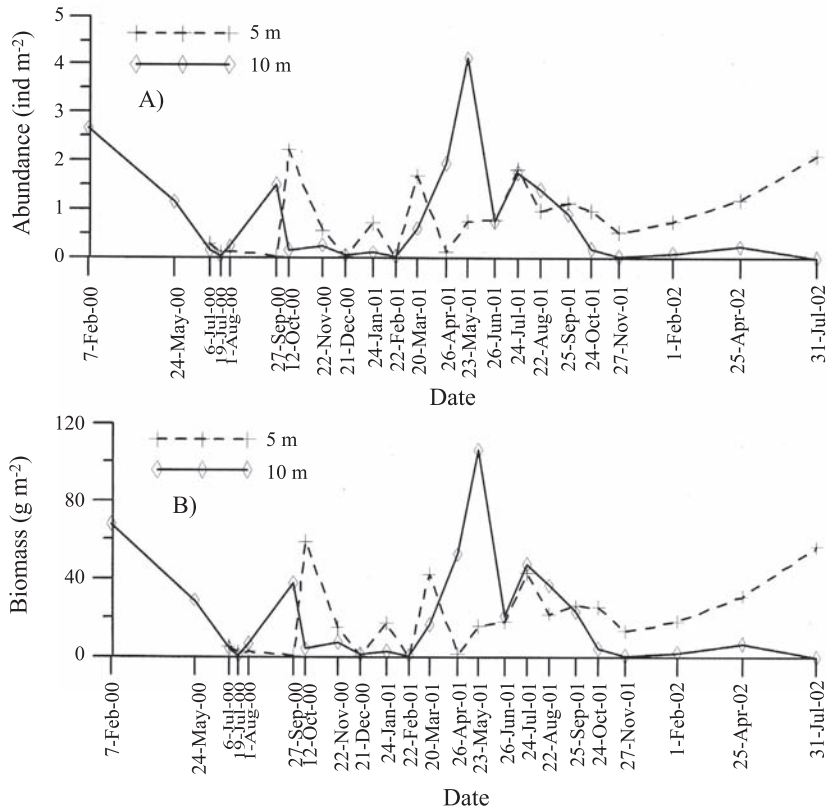 5
4
3
2
1
0
Abundance (ind m-2)
5 m
10 m
A)
7-Feb-00
24-May-00
6-Jul-00
19-Jul-00
1-Aug-00
27-Sep-00
12-Oct-00
22-Nov-00
21-Dec-00
24-Jan-01
22-Feb-01
20-Mar-01
26-Apr-01
23-May-01
26-Jun-01
24-Jul-01
22-Aug-01
25-Sep-01
24-Oct-01
27-Nov-01
1-Feb-02
25-Apr-02
31-Jul-02
Date
120
80
40
0
Biomass (g m-2)
5 m
10 m
B)
7-Feb-00
24-May-00
6-Jul-00
19-Jul-00
1-Aug-00
27-Sep-00
12-Oct-00
22-Nov-00
21-Dec-00
24-Jan-01
22-Feb-01
20-Mar-01
26-Apr-01
23-May-01
26-Jun-01
24-Jul-01
22-Aug-01
25-Sep-01
24-Oct-01
27-Nov-01
1-Feb-02
25-Apr-02
31-Jul-02
Date